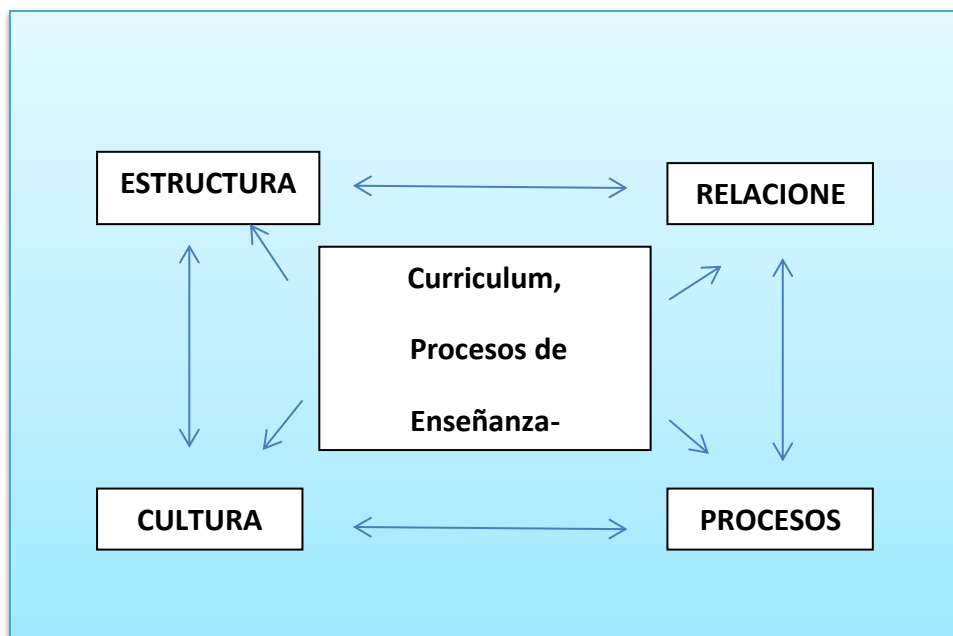 ESTRUCTURA
RELACIONE
Curriculum,
Procesos de
Enseñanza-
CULTURA
PROCESOS